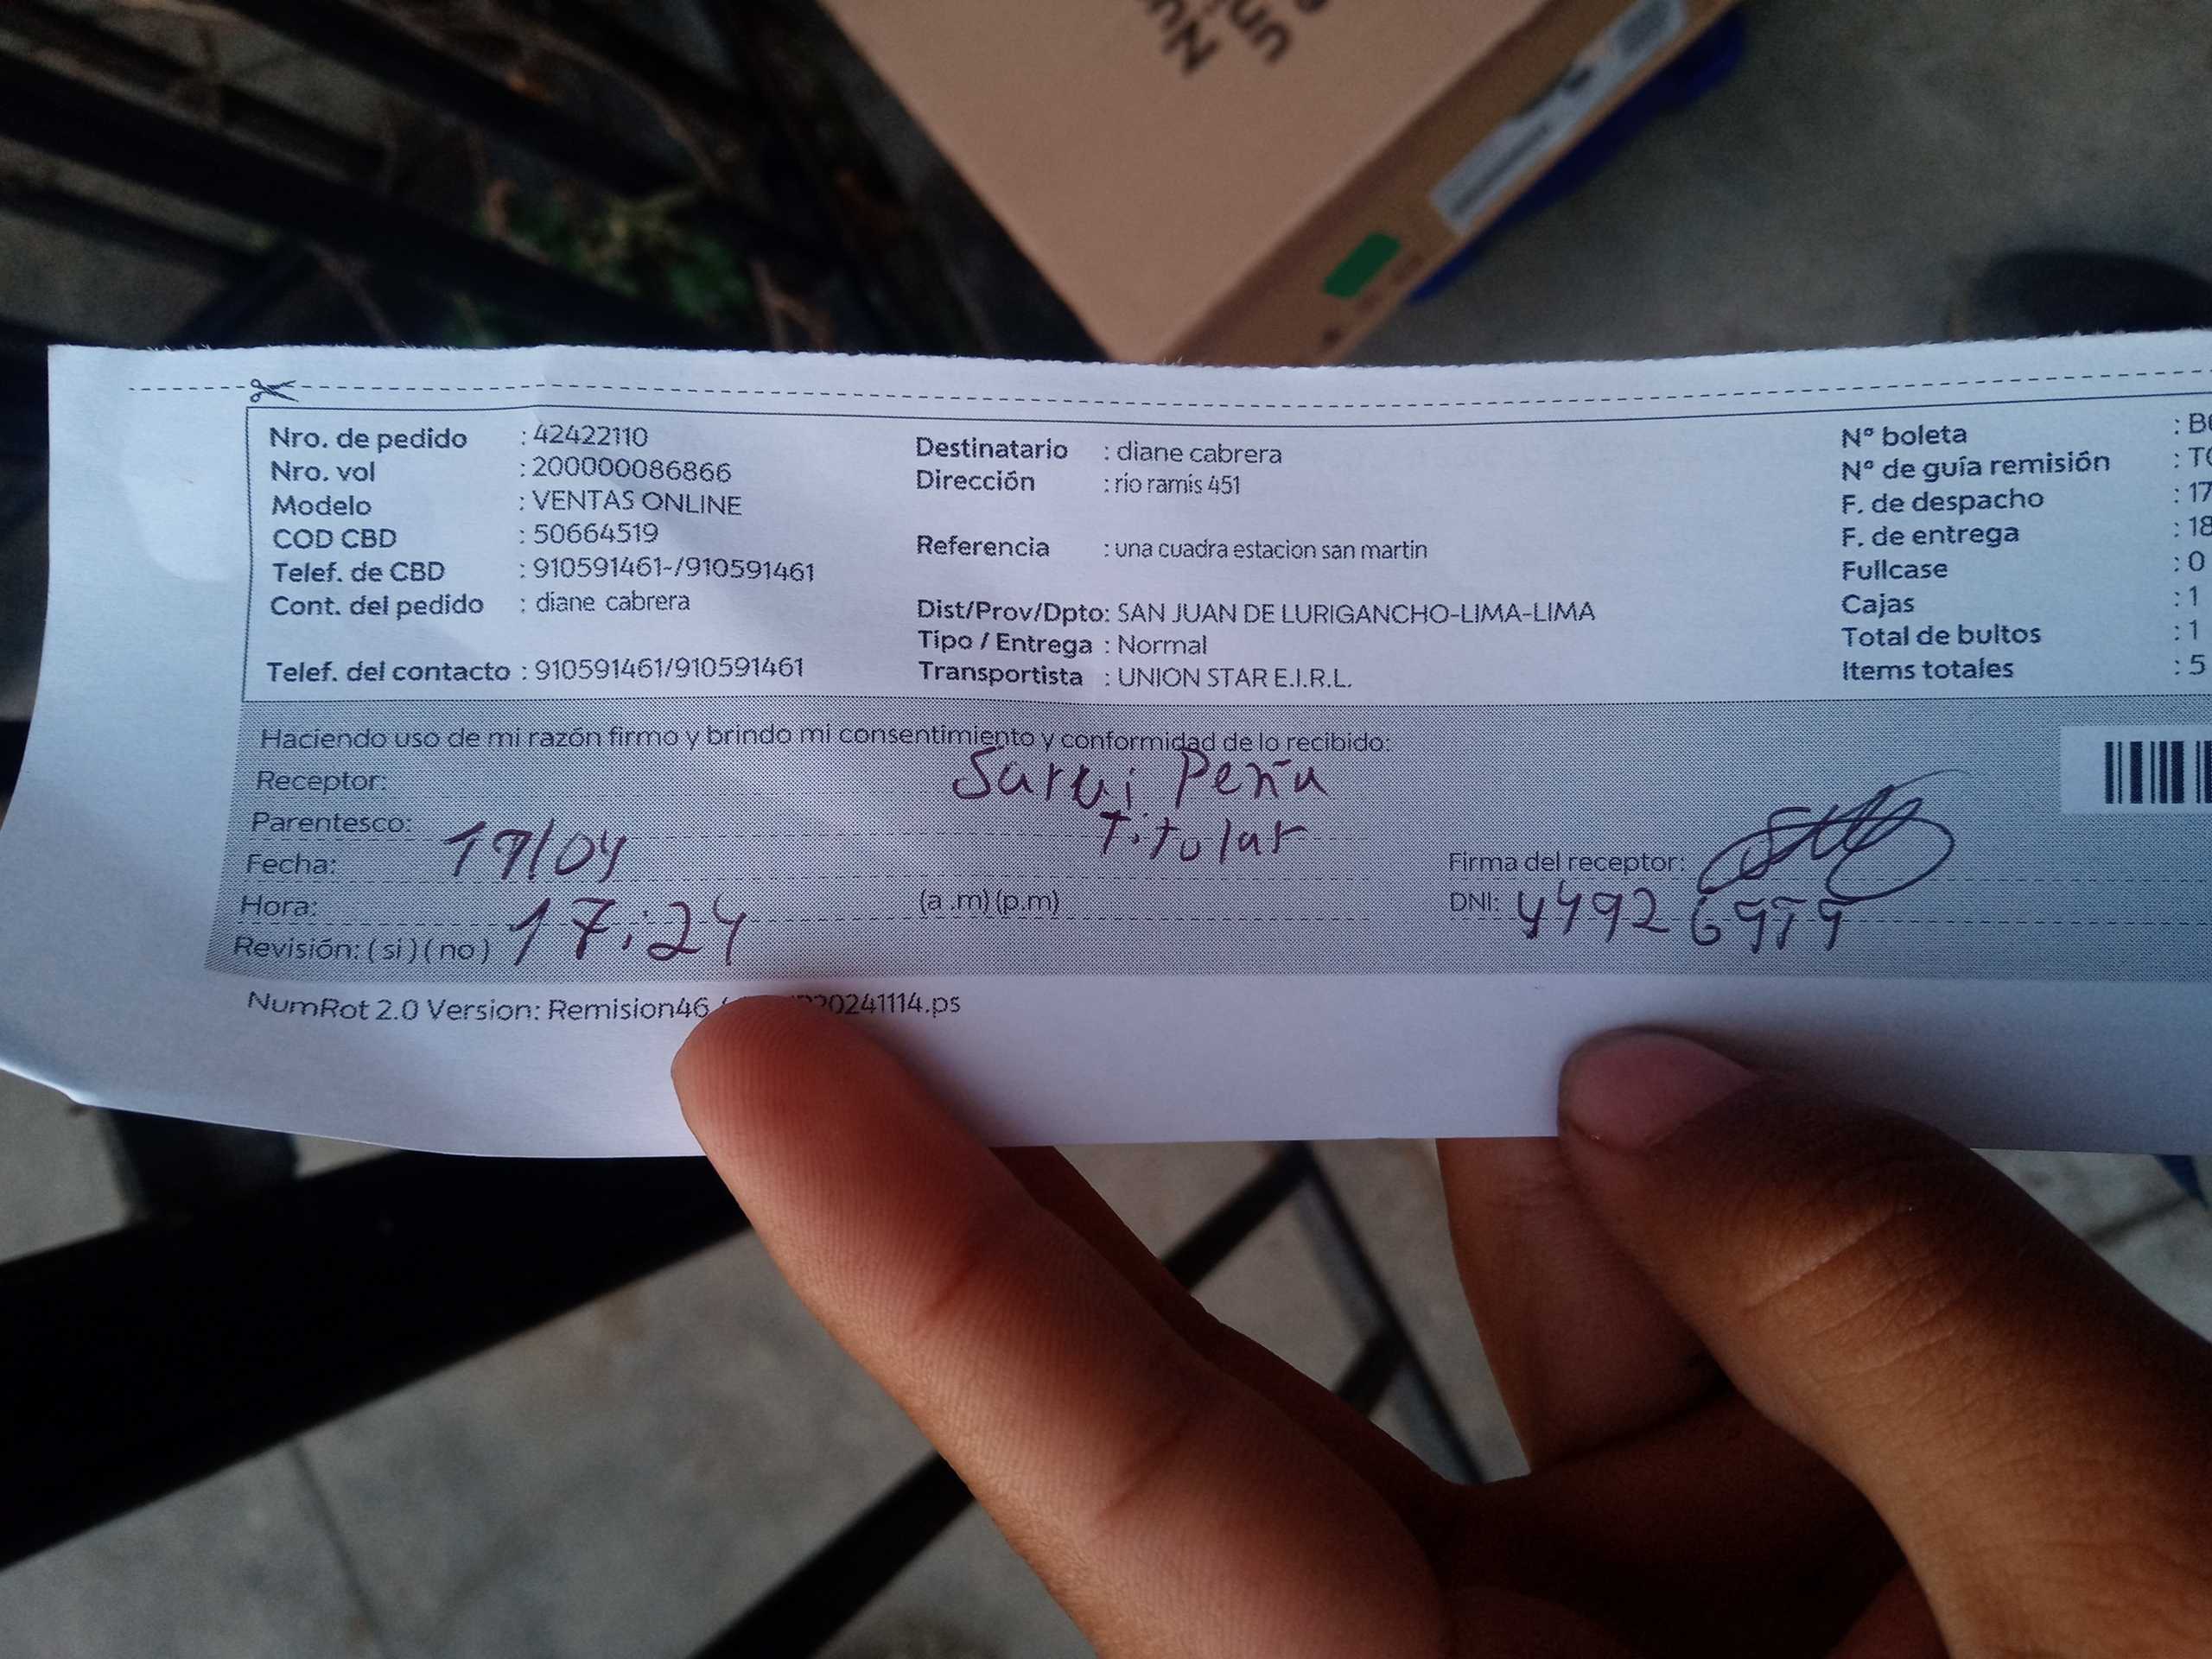 Nro. de pedido : 42422110
Nro. vol : 200000086866
Modelo : VENTAS ONLINE
COD CBD : 50664519
Telef. de CBD : 910591461-/910591461
Cont. del pedido : diane cabrera
Telef. del contacto : 910591461/910591461
Destinatario : diane cabrera
Dirección : rio ramis 451
Referencia : una cuadra estacion san martin
Dist/Prov/Dpto: SAN JUAN DE LURIGANCHO-LIMA-LIMA
Tipo / Entrega : Normal
Transportista : UNION STAR E.I.R.L.
N° boleta : B
N° de guía remisión : T
F. de despacho : 17
F. de entrega : 18
Fullcase : 0
Cajas : 1
Total de bultos : 1
Items totales : 5
Haciendo uso de mi razón firmo y brindo mi consentimiento y conformidad de lo recibido:
Receptor: Peña
Parentesco: Titular
Fecha: /04
Hora: 17:24 (a .m) (p.m)
Revisión: ( si ) ( no )
Firma del receptor:
DNI:
NumRot 2.0 Version: Remision46 20241114.ps